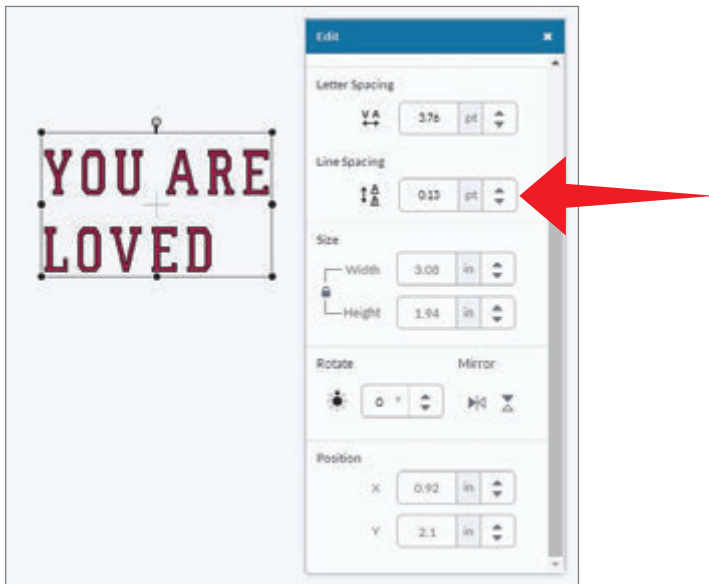 Edit
YOU ARE
LOVED
Letter Spacing
VA 3.76 pt
Line Spacing
A A 0.13 pt
Size
Width 3.08 in
Height 1.94 in
Rotate Mirror
0 °
Position
X 0.92 in
Y 2.1 in